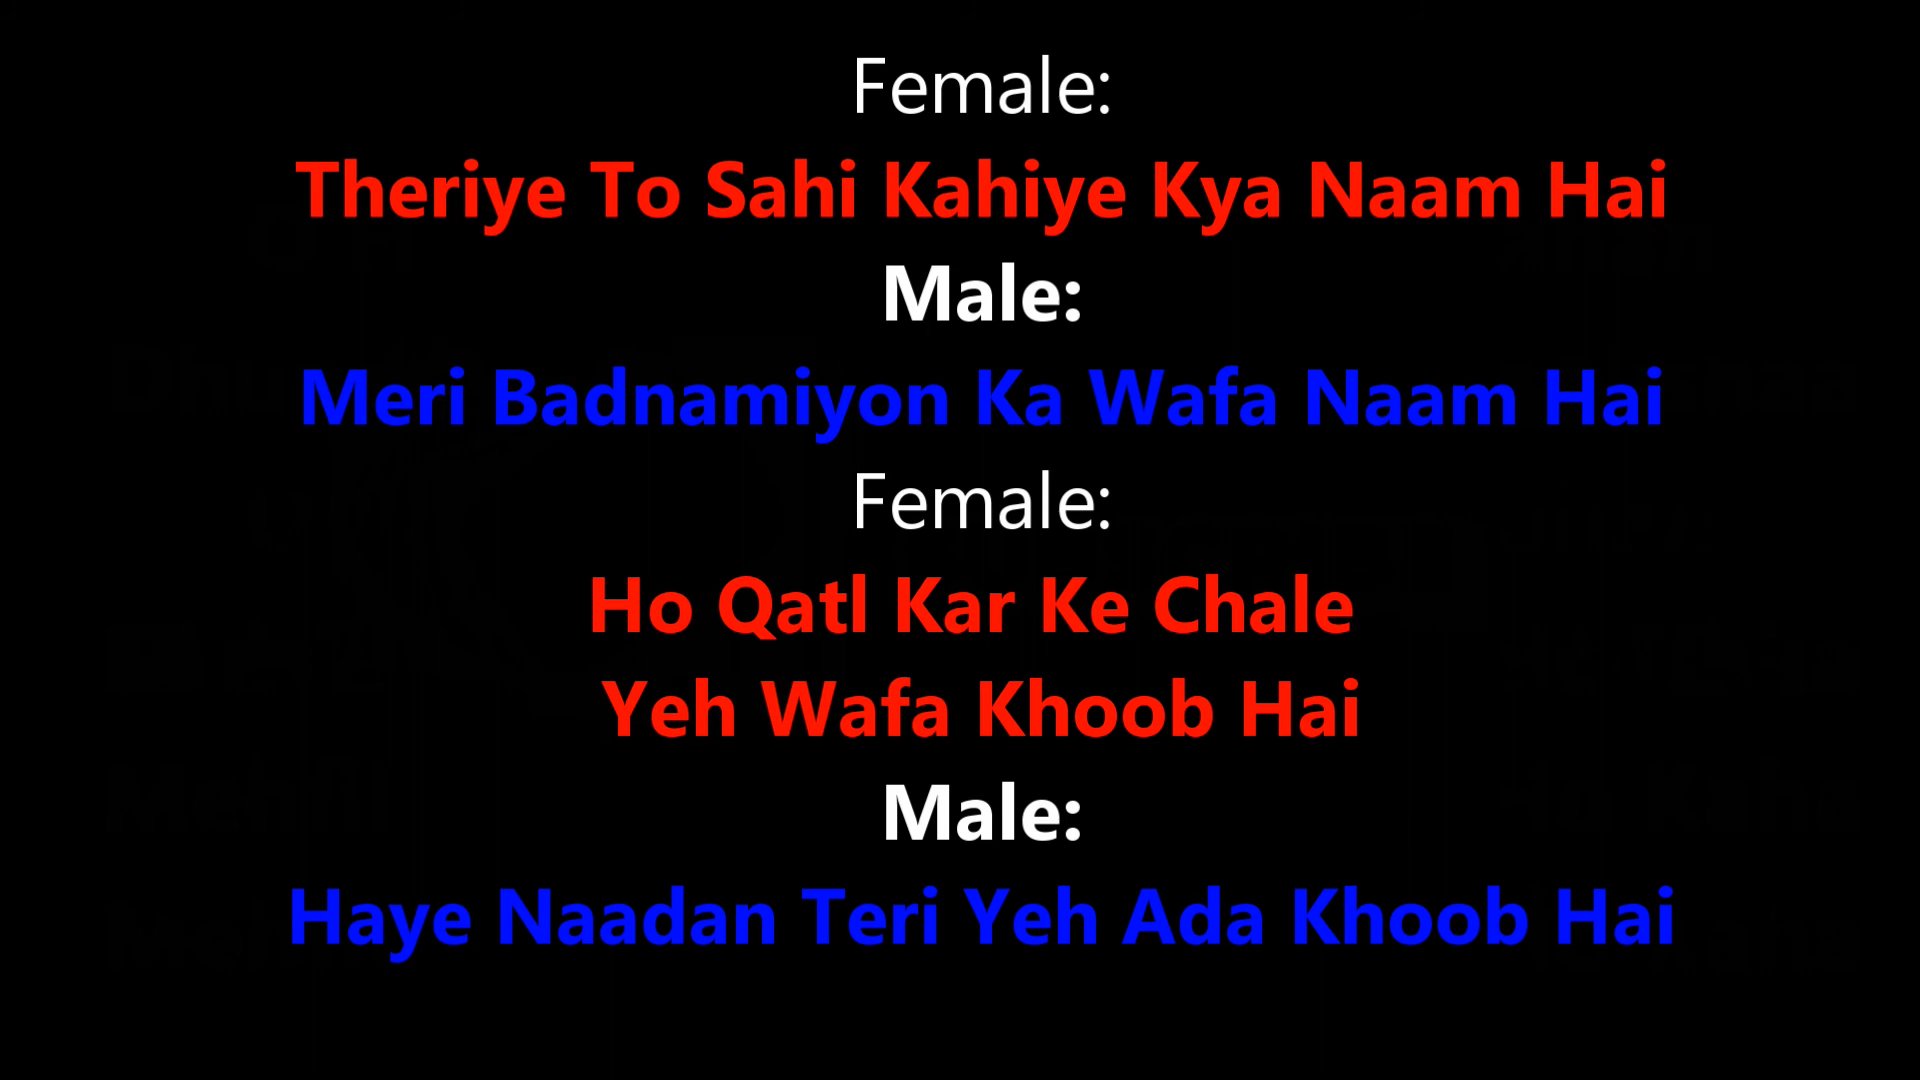 Female:
Theriye To Sahi Kahiye Kya Naam Hai
Male:
Meri Badnamiyon Ka Wafa Naam Hai
Female:
Ho Qatl Kar Ke Chale
Yeh Wafa Khoob Hai
Male:
Haye Naadan Teri Yeh Ada Khoob Hai